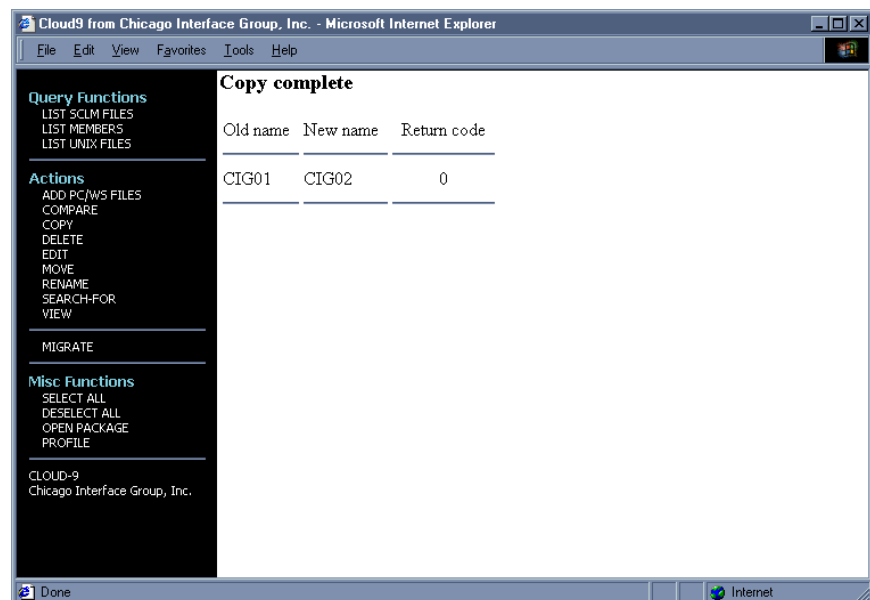 Cloud9 from Chicago Interface Group, Inc. - Microsoft Internet Explorer
File Edit View Favorites Tools Help
Query Functions
LIST SCLM FILES
LIST MEMBERS
LIST UNIX FILES
Actions
ADD PC/WS FILES
COMPARE
COPY
DELETE
EDIT
MOVE
RENAME
SEARCH-FOR
VIEW
MIGRATE
Misc Functions
SELECT ALL
DESELECT ALL
OPEN PACKAGE
PROFILE
CLOUD-9
Chicago Interface Group, Inc.
Copy complete
Old name New name Return code
CIG01 CIG02 0
Done Internet